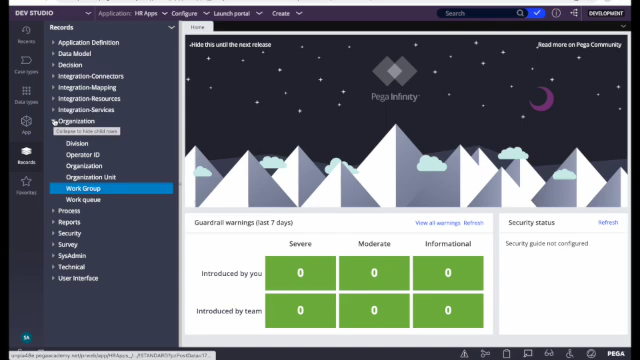 DEV STUDIO
Application: HR Apps
Configure
Launch portal
Create
Search
DEVELOPMENT
Recents
Case types
Data types
App
Records
Favorites
SA
Records
Application Definition
Data Model
Decision
Integration-Connectors
Integration-Mapping
Integration-Resources
Integration-Services
Organization
Collapse to hide child rows
Division
Operator ID
Organization
Organization Unit
Work Group
Work queue
Process
Reports
Security
Survey
SysAdmin
Technical
User Interface
Home
Hide this until the next release
Read more on Pega Community
Pega Infinity
Guardrail warnings (last 7 days)
View all warnings Refresh
Severe Moderate Informational
Introduced by you 0 0 0
Introduced by team 0 0 0
Security status
Refresh
Security guide not configured
PEGA